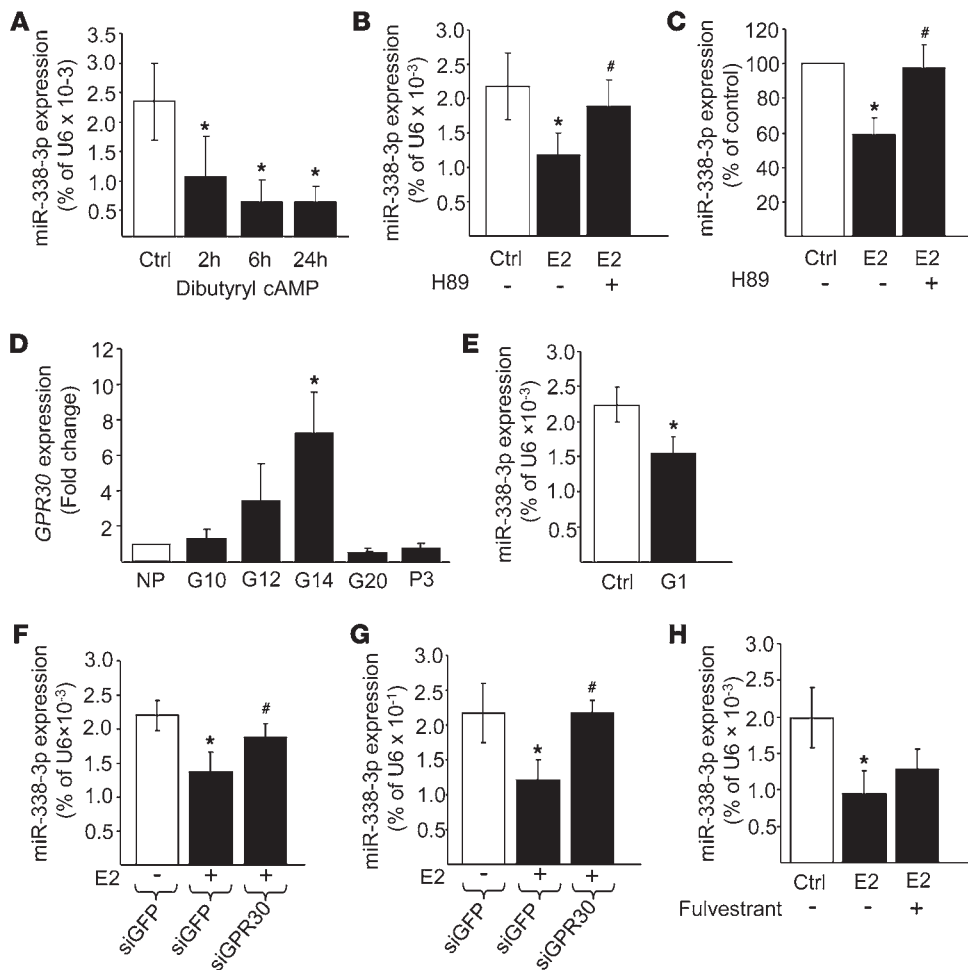 A
miR-338-3p expression
(% of U6 x 10-3)
3.5
3.0
2.5
2.0
1.5
1.0
0.5
*
*
*
Ctrl 2h 6h 24h
Dibutyryl cAMP
B
miR-338-3p expression
(% of U6 x 10⁻³)
3.0
2.5
2.0
1.5
1.0
0.5
*
#
Ctrl E2 E2
H89 - - +
C
miR-338-3p expression
(% of control)
100
80
60
40
20
*
#
Ctrl E2 E2
H89 - - +
D
GPR30 expression
(Fold change)
12
10
8
6
4
2
*
NP G10 G12 G14 G20 P3
E
miR-338-3p expression
(% of U6 ×10⁻³)
3.0
2.5
2.0
1.5
1.0
0.5
*
Ctrl G1
F
miR-338-3p expression
(% of U6×10⁻³)
3.0
2.5
2.0
1.5
1.0
0.5
*
#
E2 - + +
siGFP siGFP siGPR30
G
miR-338-3p expression
(% of U6 x 10⁻¹)
3.0
2.5
2.0
1.5
1.0
0.5
*
#
E2 - + +
siGFP siGFP siGPR30
H
miR-338-3p expression
(% of U6 × 10⁻³)
3.0
2.5
2.0
1.5
1.0
0.5
*
Ctrl E2 E2
Fulvestrant - - +